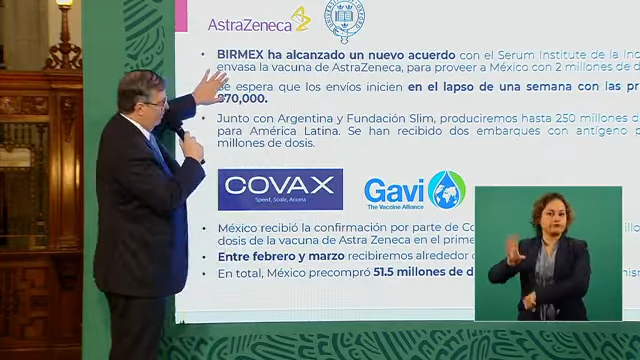 AstraZeneca
• BIRMEX ha alcanzado un nuevo acuerdo con el Serum Institute de la
envasa la vacuna de AstraZeneca, para proveer a México con 2 millones de
se espera que los envíos inicien en el lapso de una semana con las
870,000.
• Junto con Argentina y Fundación Slim, produciremos hasta 250 millones
para América Latina. Se han recibido dos embarques con antígeno
millones de dosis.
COVAX
Speed, Scale, Access
Gavi
The Vaccine Alliance
• México recibió la confirmación por parte de
dosis de la vacuna de Astra Zeneca en el
• Entre febrero y marzo recibiremos alrededor
• En total, México precompró 51.5 millones de